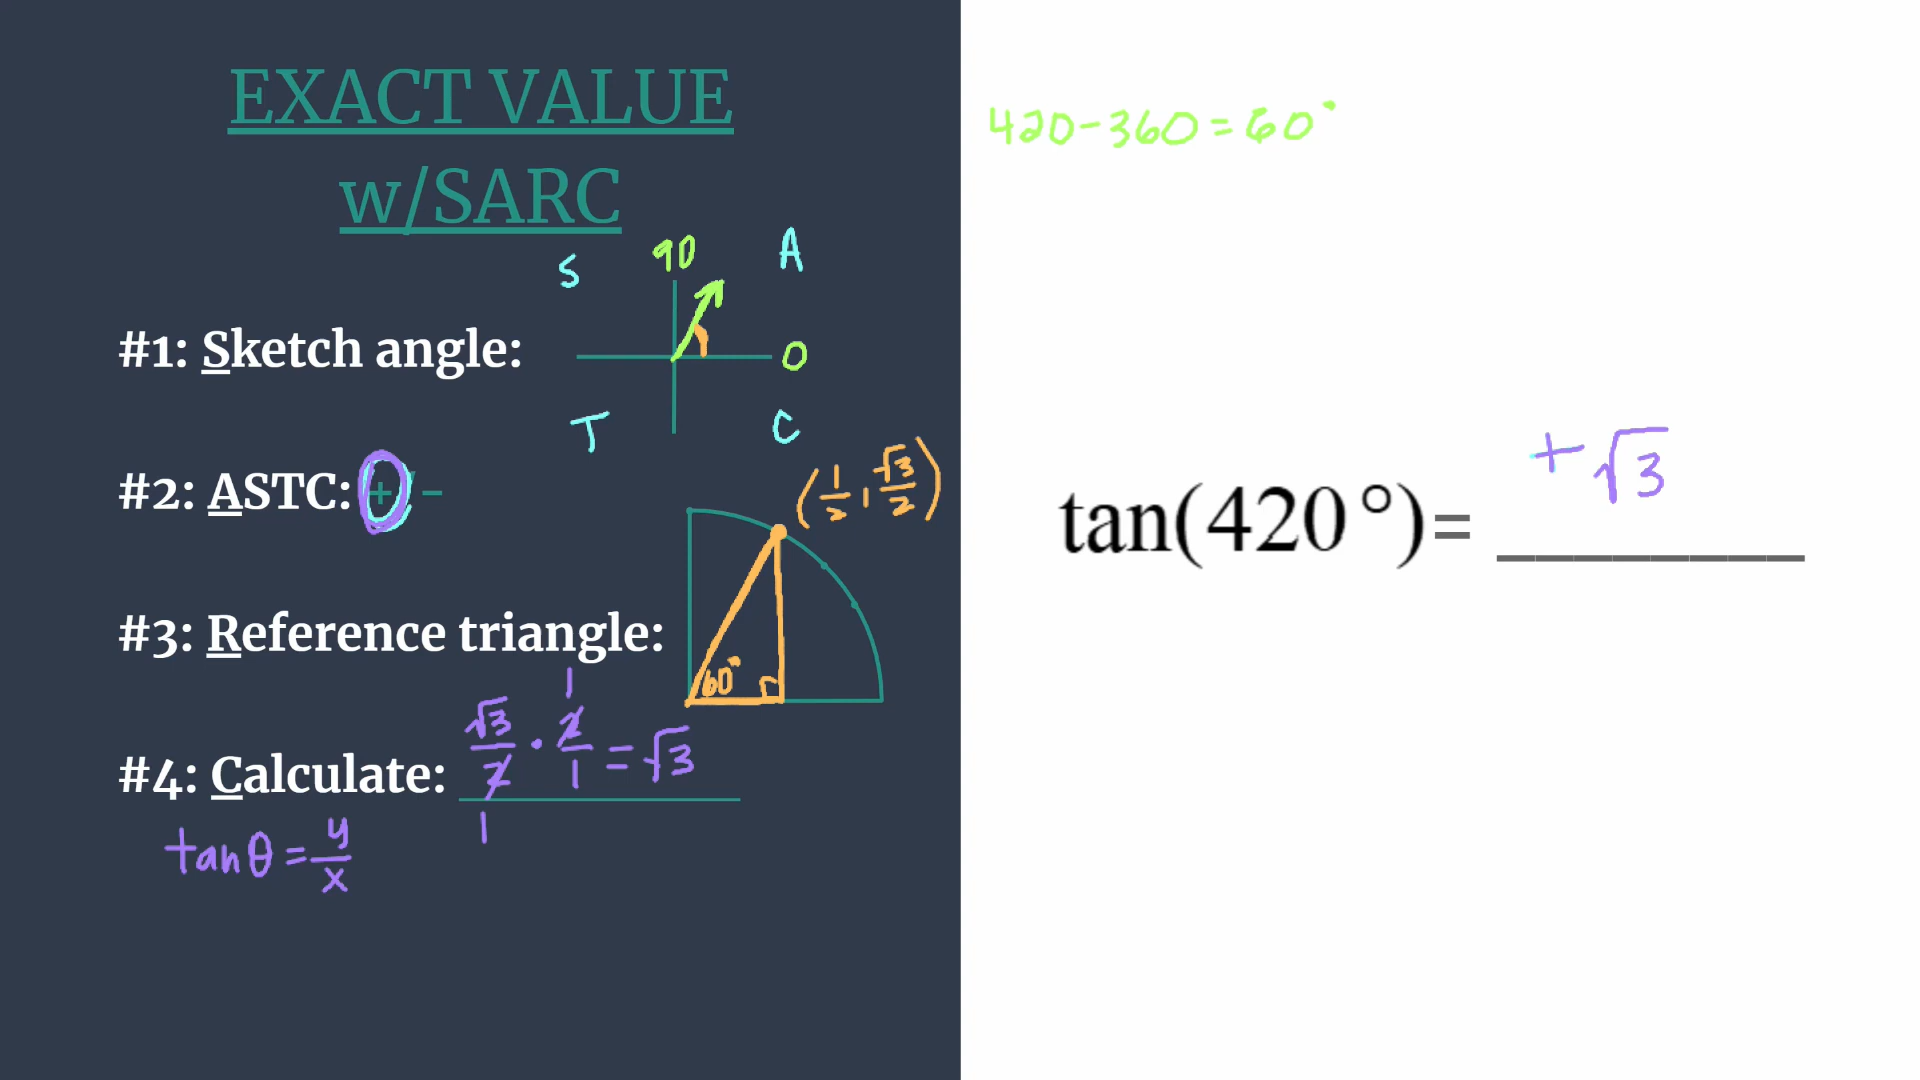 EXACT VALUE
w/SARC
420-360=60°
S 90 A
#1: Sketch angle: 0
T C
#2: ASTC: +/-
(1/2, √3/2)
#3: Reference triangle:
60°
#4: Calculate: √3/2 · 2/1 = √3
1
1
tanθ = y/x
tan(420°)= +√3